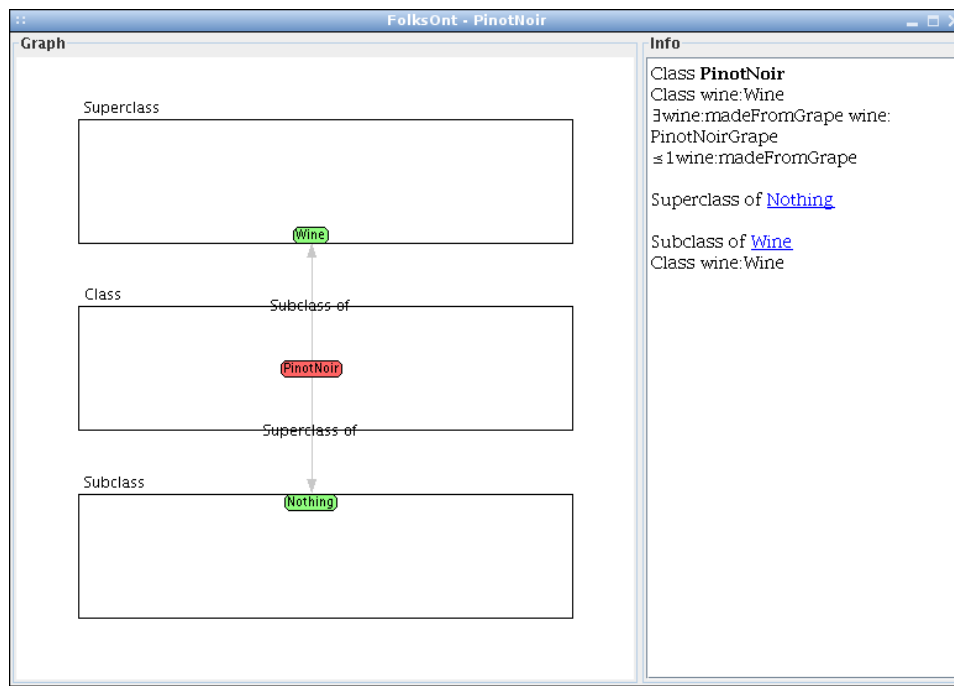 FolksOnt - PinotNoir
Graph
Superclass
Wine
Class
Subclass of
PinotNoir
Superclass of
Subclass
Nothing
Info
Class PinotNoir
Class wine:Wine
∃wine:madeFromGrape wine:
PinotNoirGrape
≤1wine:madeFromGrape
Superclass of Nothing
Subclass of Wine
Class wine:Wine